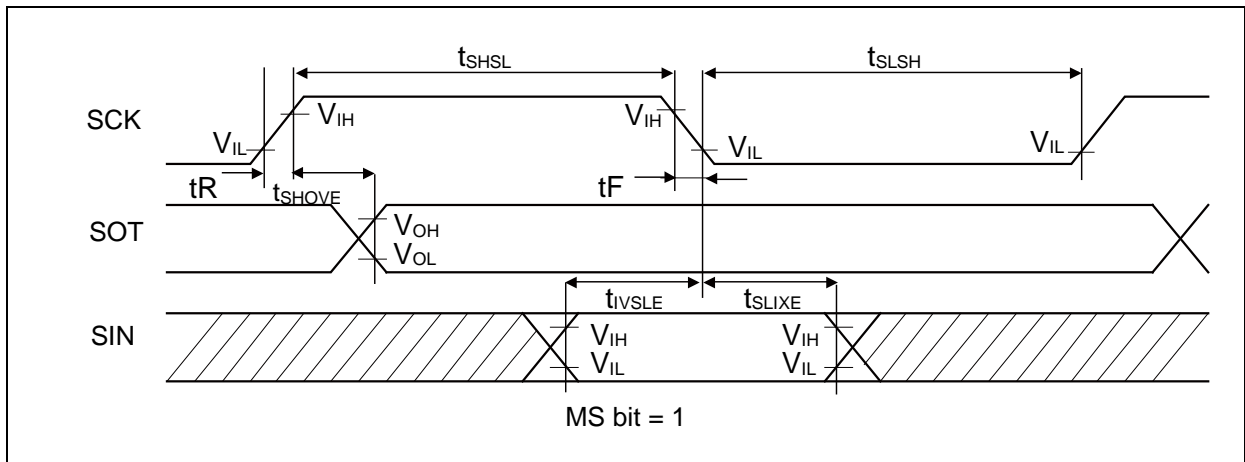 tSHSL
tSLSH
SCK
VIH
VIH
VIL
VIL
VIL
tR
tSHOVE
tF
SOT
VOH
VOL
tIVSLE
tSLIXE
SIN
VIH
VIH
VIL
VIL
MS bit = 1